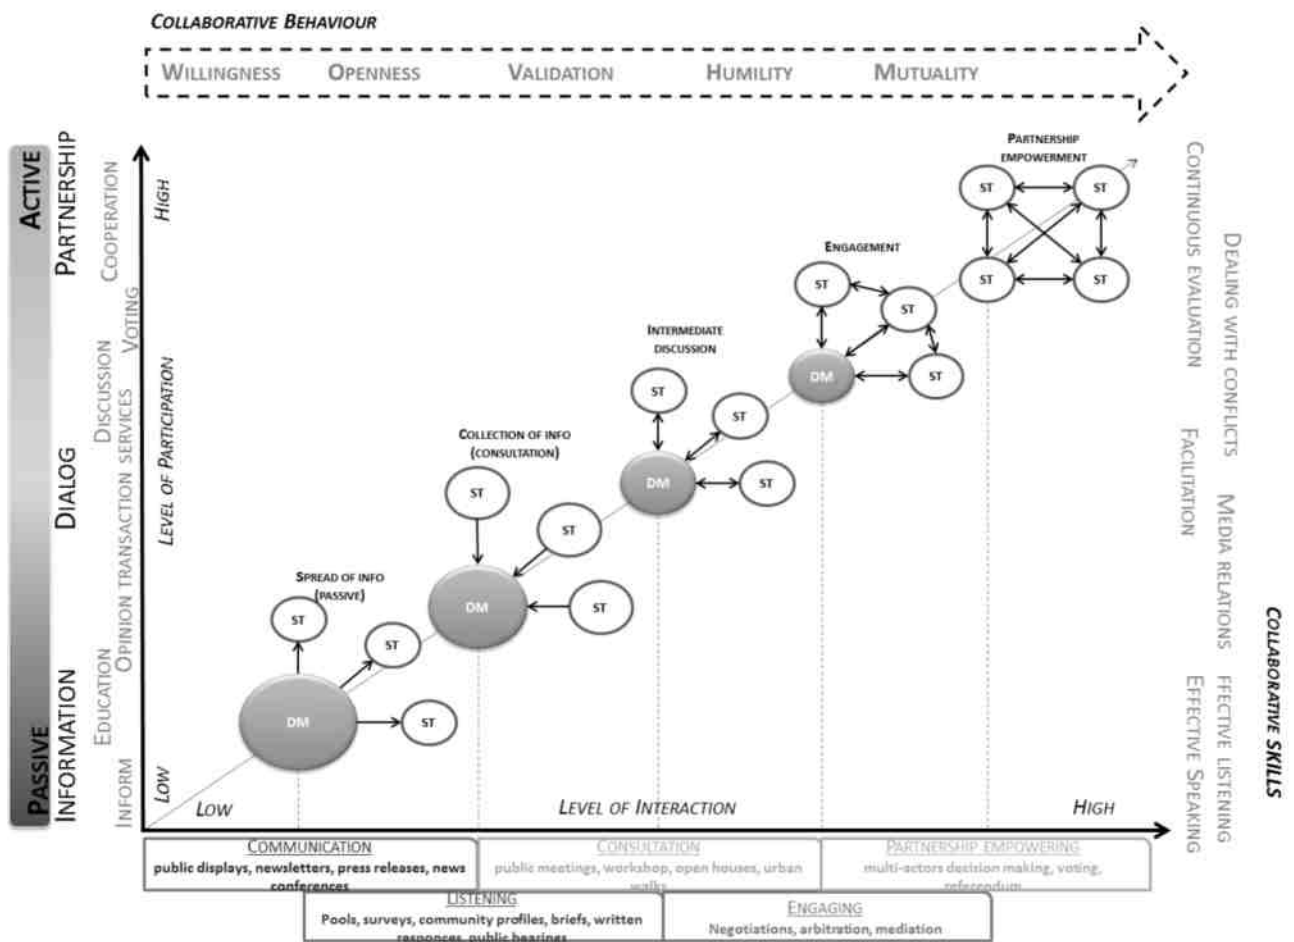 COLLABORATIVE BEHAVIOUR
WILLINGNESS OPENNESS VALIDATION HUMILITY MUTUALITY
ACTIVE
PASSIVE
PARTNERSHIP
DIALOG
INFORMATION
COOPERATION
VOTING
DISCUSSION
OPINION TRANSACTION SERVICES
EDUCATION
INFORM
HIGH
LEVEL OF PARTICIPATION
LOW
PARTNERSHIP
EMPOWERMENT
ST ST
ST ST
ENGAGEMENT
ST
ST
DM ST
INTERMEDIATE
DISCUSSION
ST
ST
DM ST
COLLECTION OF INFO
(CONSULTATION)
ST
ST
DM ST
SPREAD OF INFO
(PASSIVE)
ST
ST
DM ST
LOW LEVEL OF INTERACTION HIGH
CONTINUOUS EVALUATION
DEALING WITH CONFLICTS
FACILITATION
MEDIA RELATIONS
EFFECTIVE SPEAKING
FFECTIVE LISTENING
COLLABORATIVE SKILLS
COMMUNICATION
public displays, newsletters, press releases, news
conferences
CONSULTATION
public meetings, workshop, open houses, urban
walks
PARTNERSHIP EMPOWERING
multi-actors decision making, voting,
referendum
LISTENING
Pools, surveys, community profiles, briefs, written
responces, public hearings
ENGAGING
Negotiations, arbitration, mediation